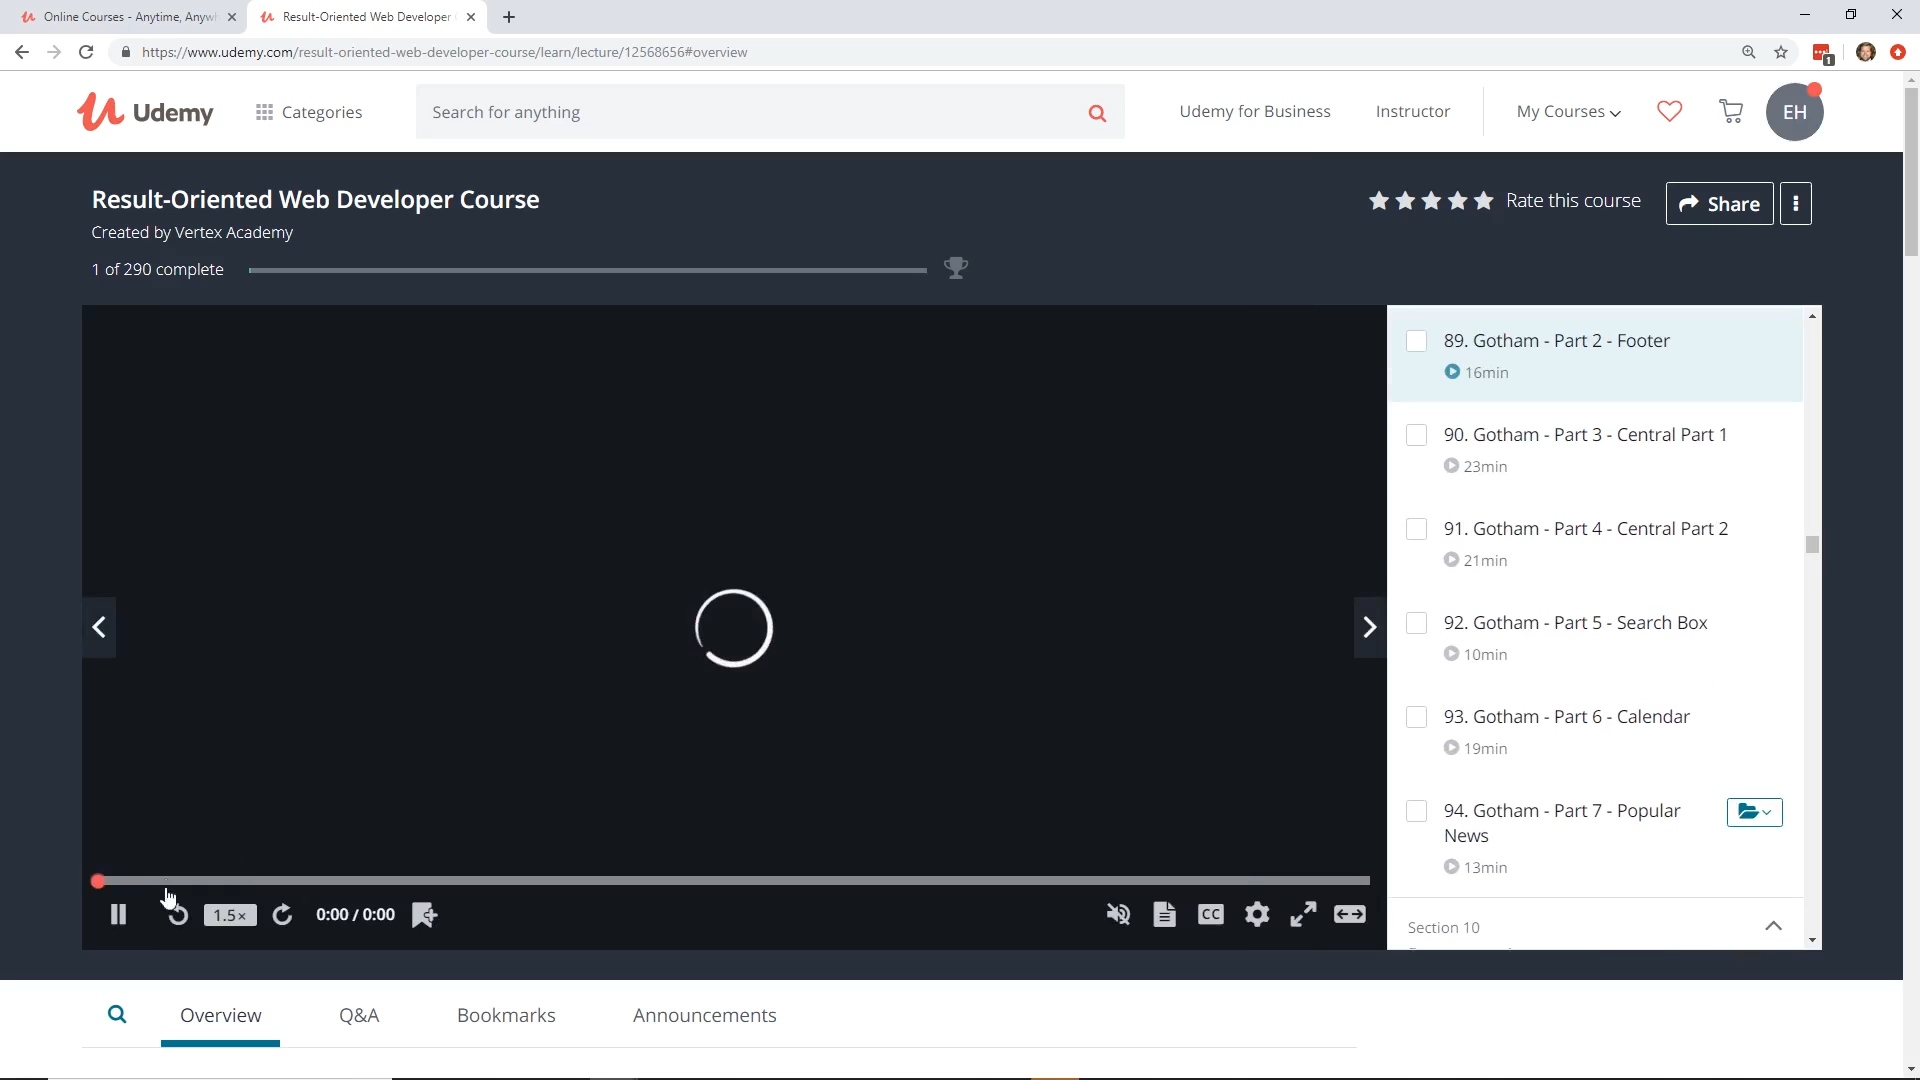 Online Courses - Anytime, Anywh
Result-Oriented Web Developer C
https://www.udemy.com/result-oriented-web-developer-course/learn/lecture/12568656#overview
1
Udemy
Categories
Search for anything
Udemy for Business
Instructor
My Courses
EH
Result-Oriented Web Developer Course
Created by Vertex Academy
1 of 290 complete
Rate this course
Share
89. Gotham - Part 2 - Footer
16min
90. Gotham - Part 3 - Central Part 1
23min
91. Gotham - Part 4 - Central Part 2
21min
92. Gotham - Part 5 - Search Box
10min
93. Gotham - Part 6 - Calendar
19min
94. Gotham - Part 7 - Popular
News
13min
Section 10
1.5×
0:00 / 0:00
CC
Overview
Q&A
Bookmarks
Announcements